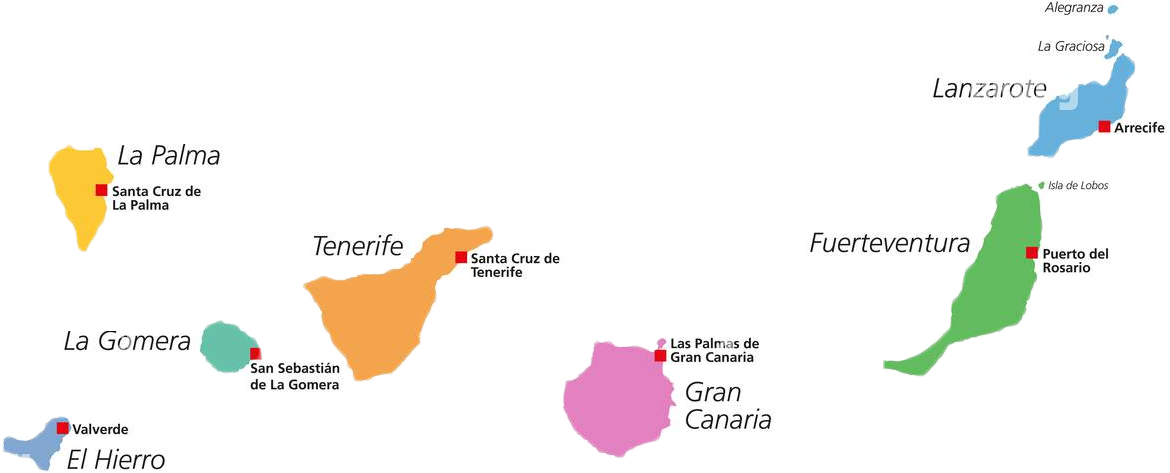 Alegranza
La Graciosa
Lanzarote
Arrecife
La Palma
Santa Cruz de
La Palma
Isla de Lobos
Tenerife
Santa Cruz de
Tenerife
Fuerteventura
Puerto del
Rosario
La Gomera
San Sebastián
de La Gomera
Las Palmas de
Gran Canaria
Gran
Canaria
Valverde
El Hierro